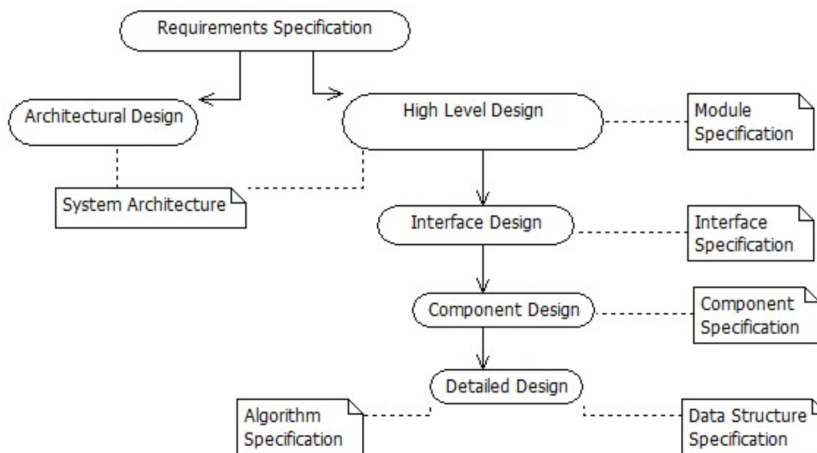 Requirements Specification
Architectural Design
High Level Design
Module
Specification
System Architecture
Interface Design
Interface
Specification
Component Design
Component
Specification
Detailed Design
Algorithm
Specification
Data Structure
Specification